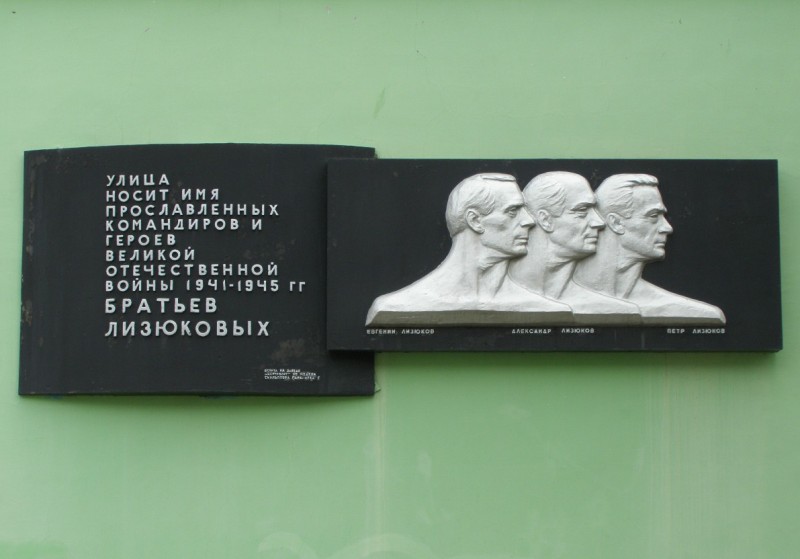 УЛИЦА
НОСИТ ИМЯ
ПРОСЛАВЛЕННЫХ
КОМАНДИРОВ И
ГЕРОЕВ
ВЕЛИКОЙ
ОТЕЧЕСТВЕННОЙ
ВОЙНЫ 1941-1945 ГГ
БРАТЬЕВ
ЛИЗЮКОВЫХ
ЕВГЕНИЙ ЛИЗЮКОВ
АЛЕКСАНДР ЛИЗЮКОВ
ПЕТР ЛИЗЮКОВ